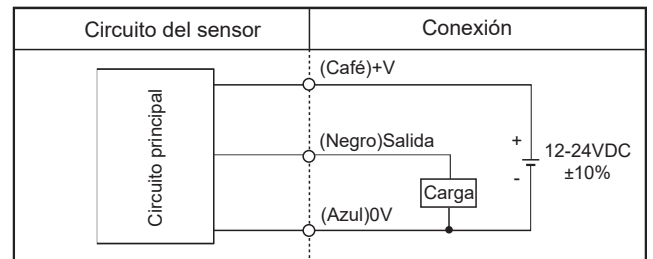 Circuito del sensor
Conexión
Circuito principal
(Café)+V
(Negro)Salida
Carga
(Azul)0V
+
-
12-24VDC
±10%